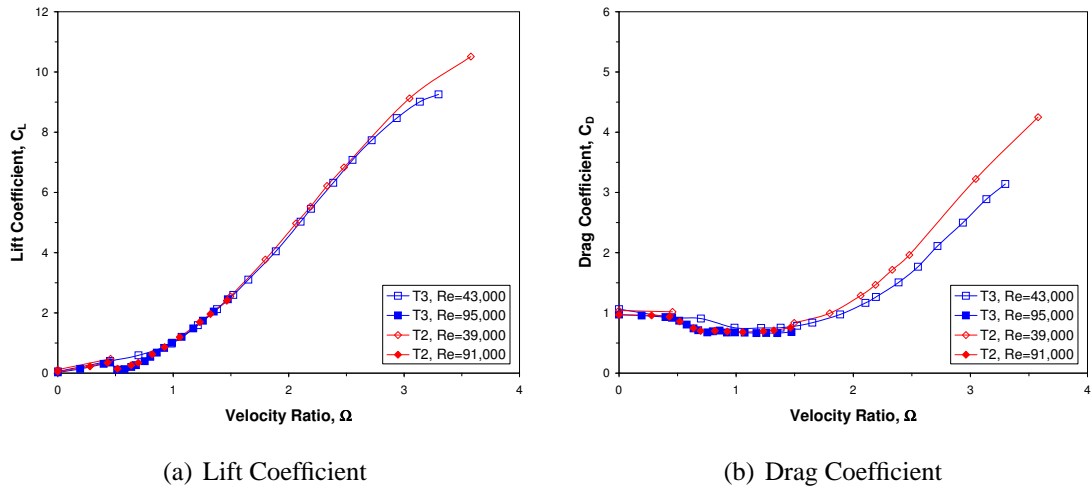 12
10
8
6
4
2
0
0 1 2 3 4
Lift Coefficient, C_L
Velocity Ratio, Ω
T3, Re=43,000
T3, Re=95,000
T2, Re=39,000
T2, Re=91,000
(a) Lift Coefficient
6
5
4
3
2
1
0
0 1 2 3 4
Drag Coefficient, C_D
Velocity Ratio, Ω
T3, Re=43,000
T3, Re=95,000
T2, Re=39,000
T2, Re=91,000
(b) Drag Coefficient